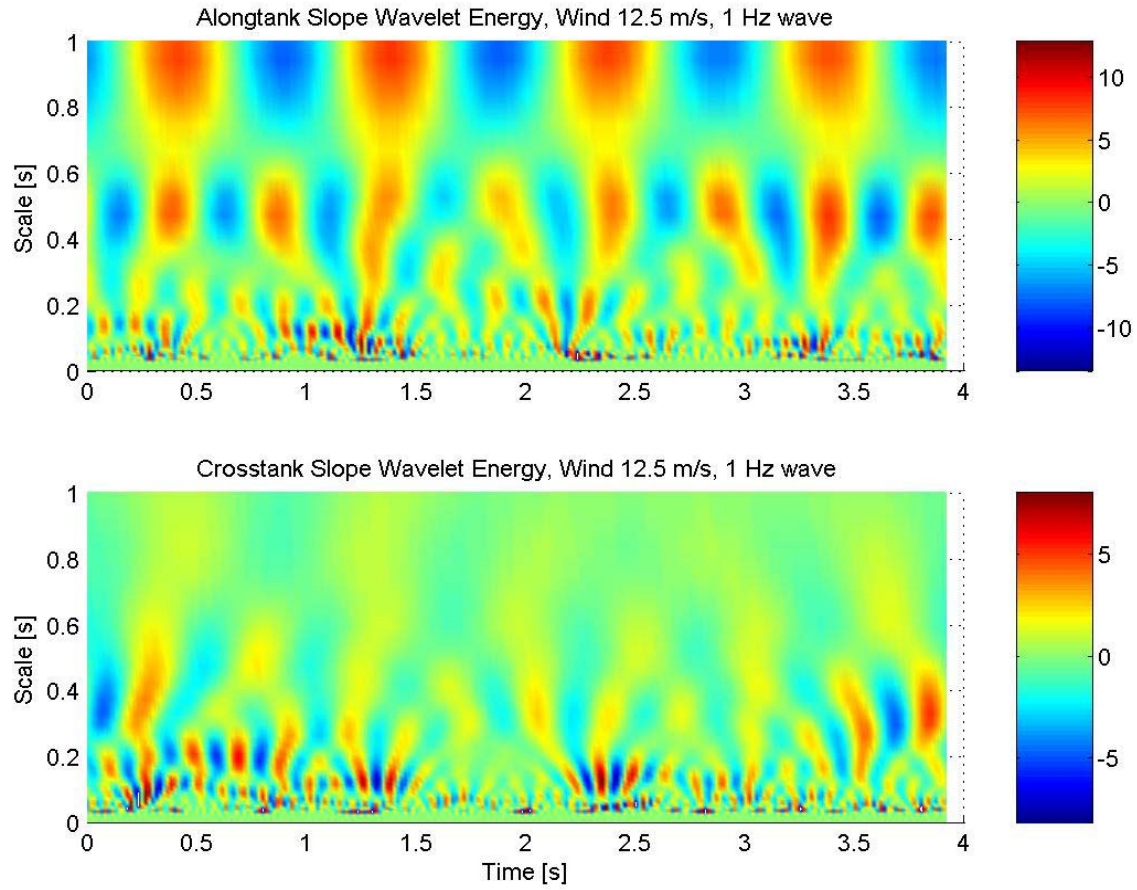 Alongtank Slope Wavelet Energy, Wind 12.5 m/s, 1 Hz wave
1
0.8
0.6
0.4
0.2
0
Scale [s]
0 0.5 1 1.5 2 2.5 3 3.5 4
10
5
0
-5
-10
Crosstank Slope Wavelet Energy, Wind 12.5 m/s, 1 Hz wave
1
0.8
0.6
0.4
0.2
0
Scale [s]
0 0.5 1 1.5 2 2.5 3 3.5 4
Time [s]
5
0
-5